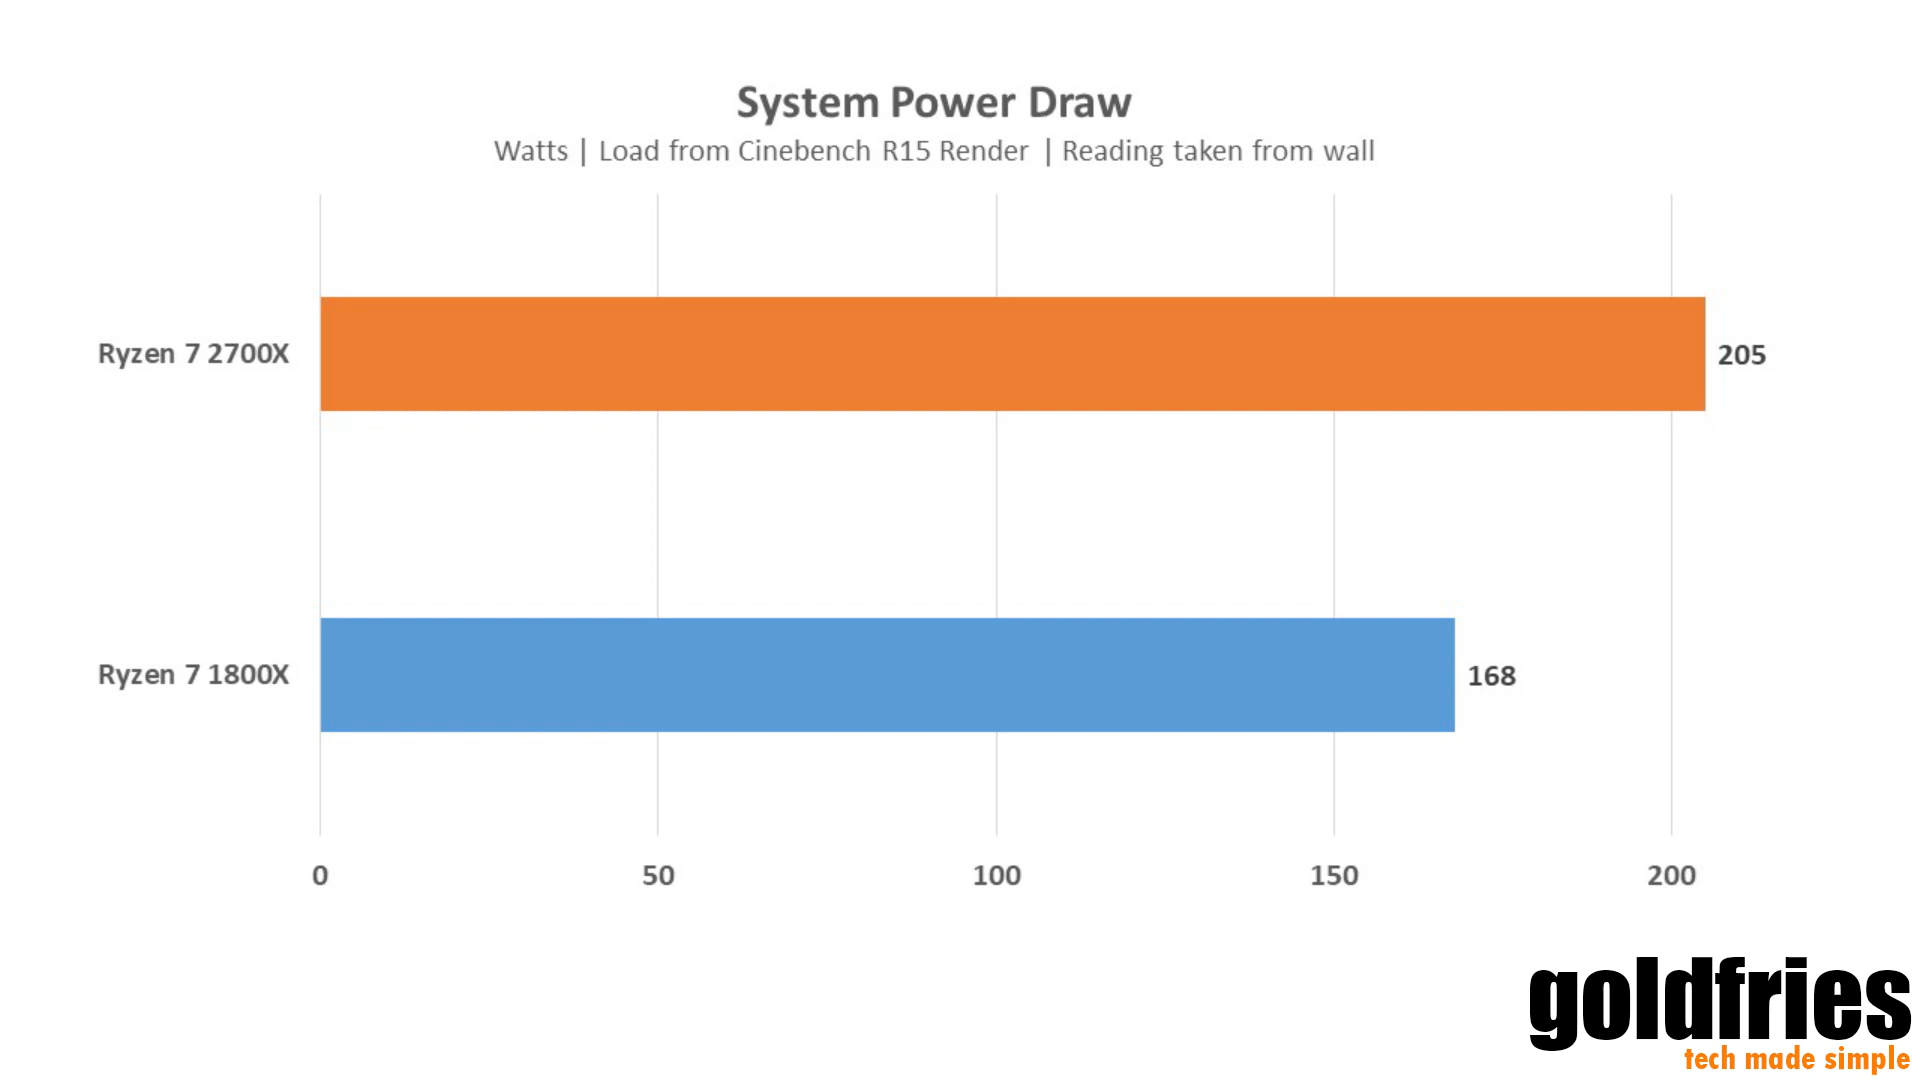 System Power Draw
Watts | Load from Cinebench R15 Render | Reading taken from wall
Ryzen 7 2700X
205
Ryzen 7 1800X
168
0 50 100 150 200
goldfries
tech made simple